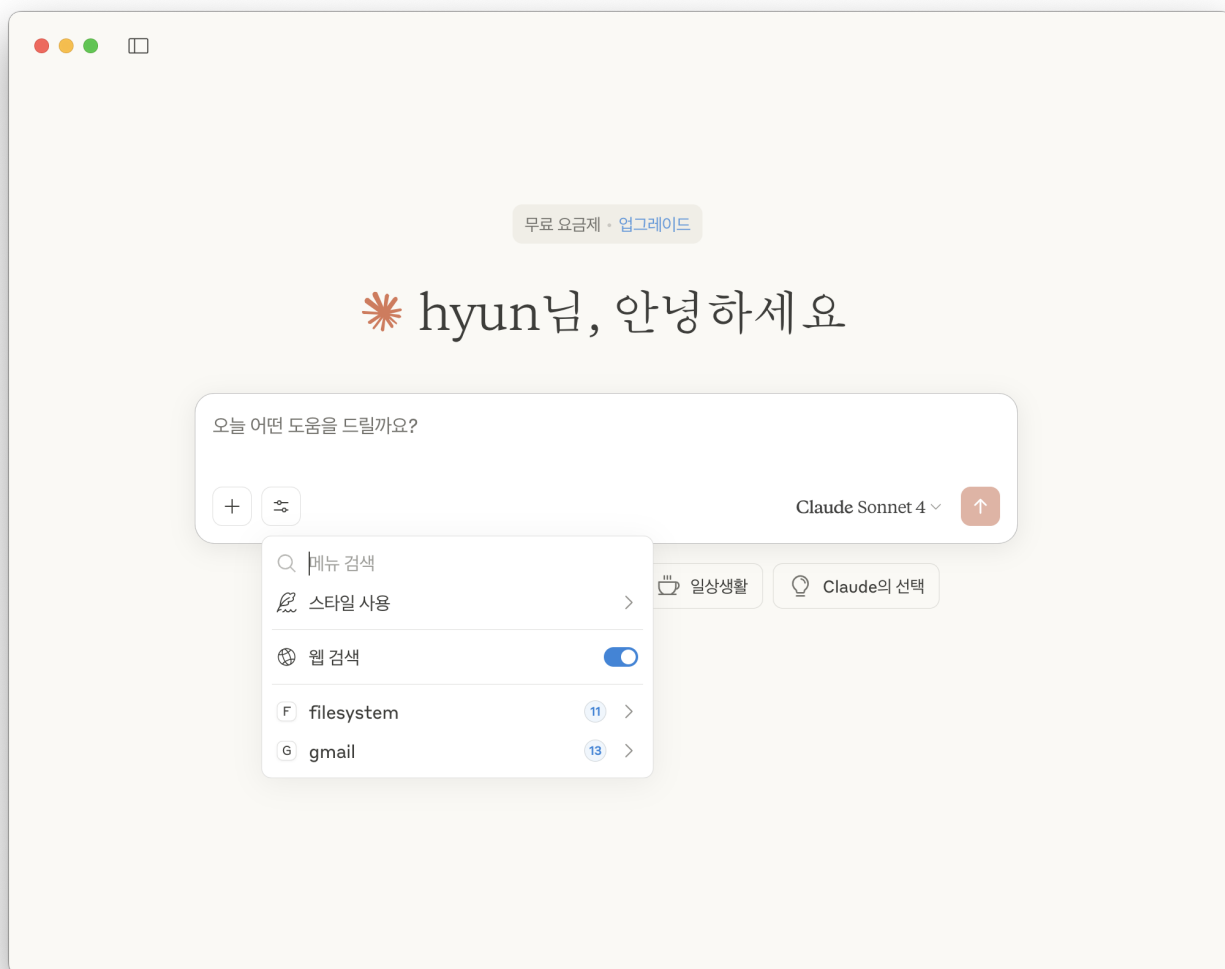 무료 요금제 • 업그레이드
hyun님, 안녕하세요
오늘 어떤 도움을 드릴까요?
Claude Sonnet 4
메뉴 검색
스타일 사용
웹 검색
F filesystem 11
G gmail 13
일상생활
Claude의 선택